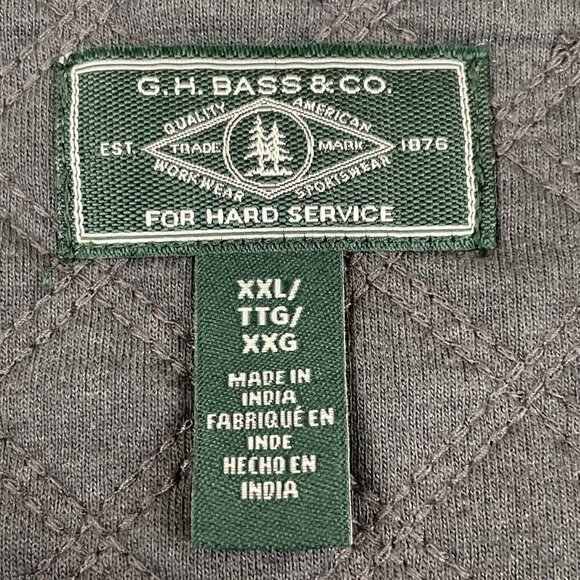 G.H. BASS & CO.
QUALITY AMERICAN
EST. TRADE MARK 1876
WORKWEAR SPORTSWEAR
FOR HARD SERVICE
XXL/
TTG/
XXG
MADE IN
INDIA
FABRIQUÉ EN
INDE
HECHO EN
INDIA